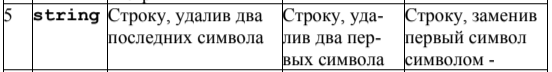 5 string Строку, удалив два Строку, уда- Строку, заменив
последних символа лив два пер- первый символ
вых символа символом -